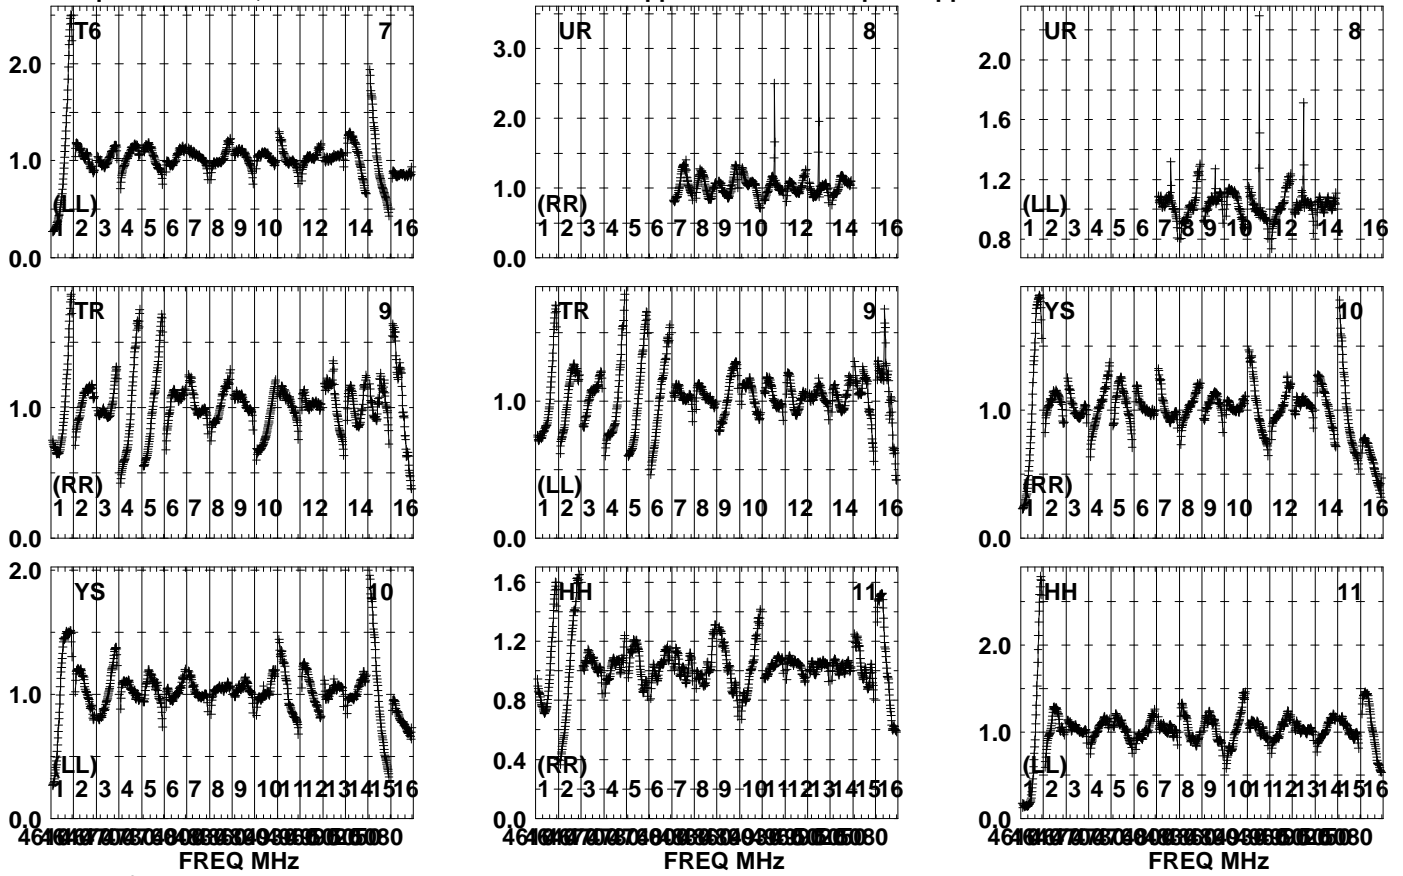 T6 7
UR 8
UR 8
2.0
1.0
0.0
3.0
2.0
1.0
0.0
2.0
1.6
1.2
0.8
(LL)
(RR)
(LL)
1 2 3 4 5 6 7 8 9 10 12 14 16
1 2 3 4 5 6 7 8 9 10 12 14 16
1 2 3 4 5 6 7 8 9 10 12 14 16
TR 9
TR 9
YS 10
1.0
0.0
1.0
0.0
1.0
0.0
(RR)
(LL)
(RR)
1 2 3 4 5 6 7 8 9 10 12 14 16
1 2 3 4 5 6 7 8 9 10 12 14 16
1 2 3 4 5 6 7 8 9 10 12 14 16
YS 10
HH 11
HH 11
2.0
1.0
0.0
1.6
1.2
0.8
0.4
0.0
2.0
1.0
0.0
(LL)
(RR)
(LL)
1 2 3 4 5 6 7 8 9 10 11 12 13 14 15 16
1 2 3 4 5 6 7 8 9 10 11 12 13 14 15 16
1 2 3 4 5 6 7 8 9 10 11 12 13 14 15 16
FREQ MHz
FREQ MHz
FREQ MHz